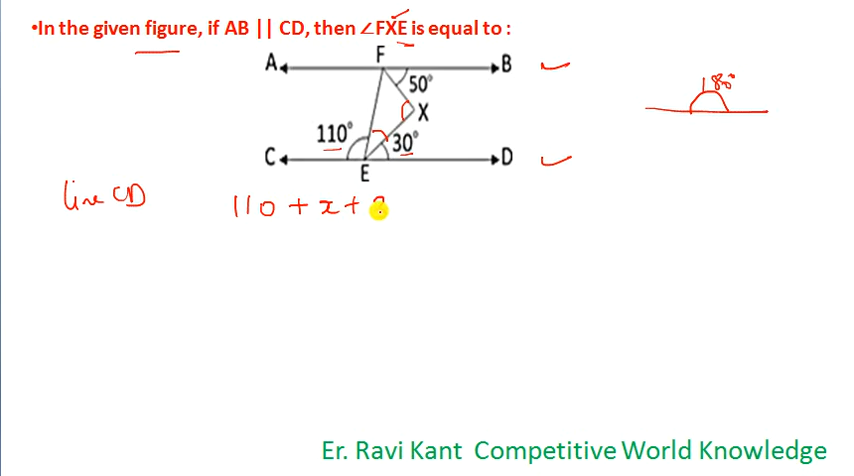 •In the given figure, if AB || CD, then ∠FXE is equal to :
F
A B
50°
180°
X
110° 30°
C D
E
line CD 110 + x + 3
Er. Ravi Kant Competitive World Knowledge